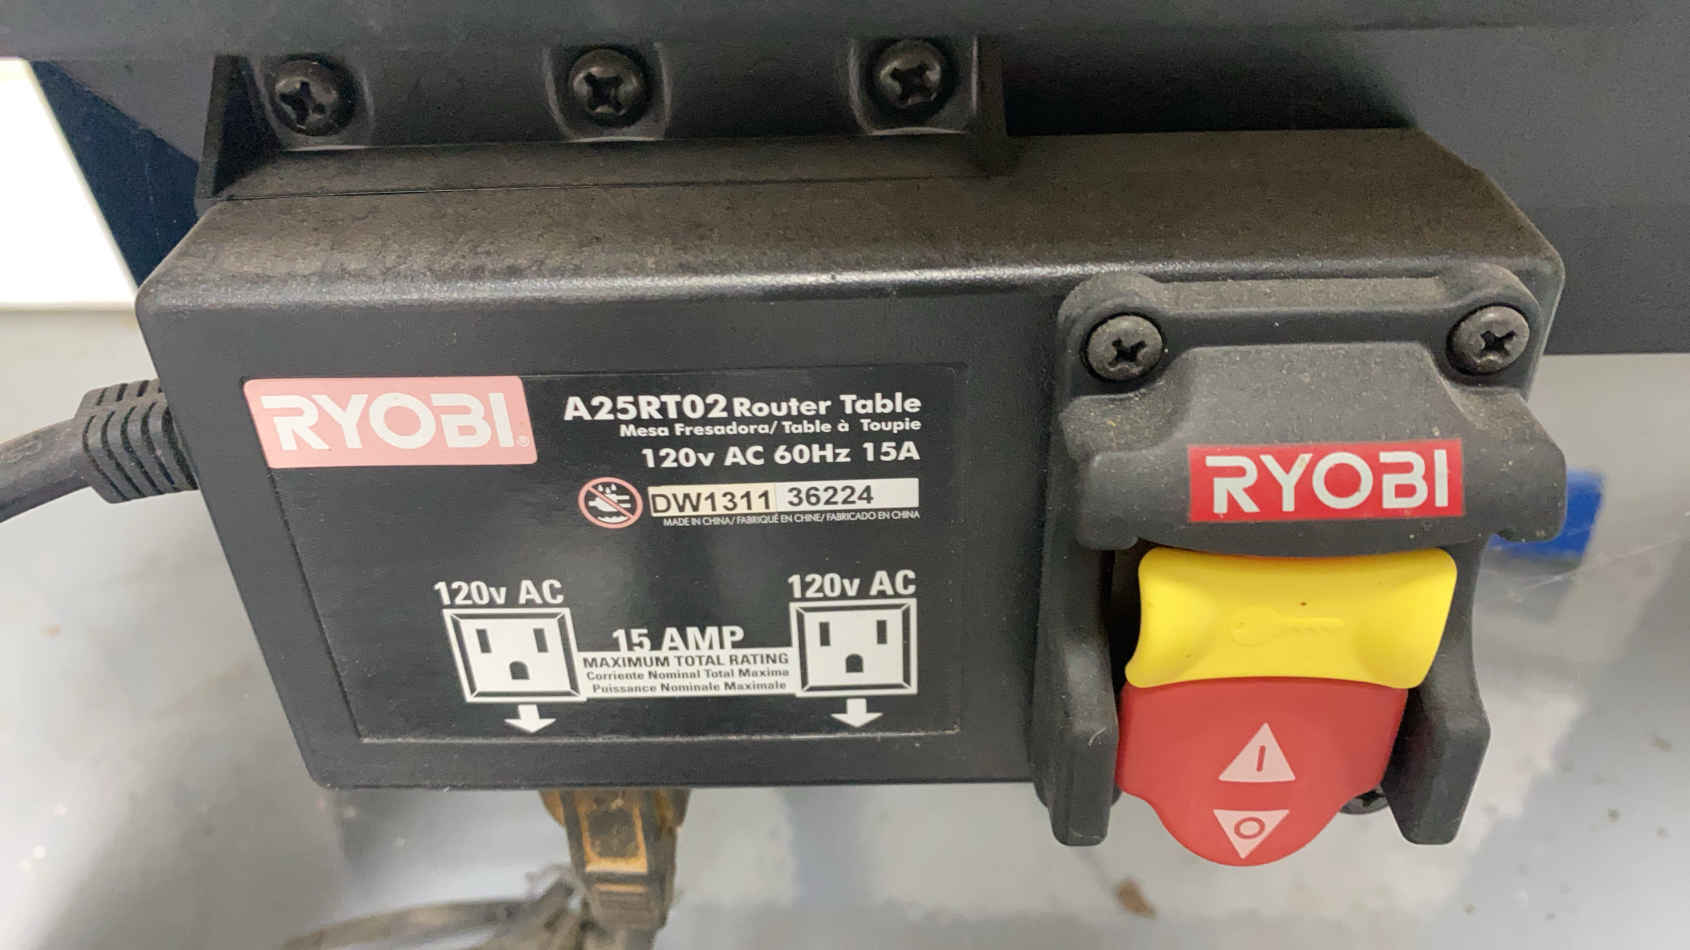 RYOBI®
A25RT02 Router Table
Mesa Fresadora/ Table à Toupie
120v AC 60Hz 15A
DW1311 36224
MADE IN CHINA/ FABRIQUÉ EN CHINE/ FABRICADO EN CHINA
120v AC
120v AC
15 AMP
MAXIMUM TOTAL RATING
Corriente Nominal Total Maxima
Puissance Nominale Maximale
RYOBI
I
O